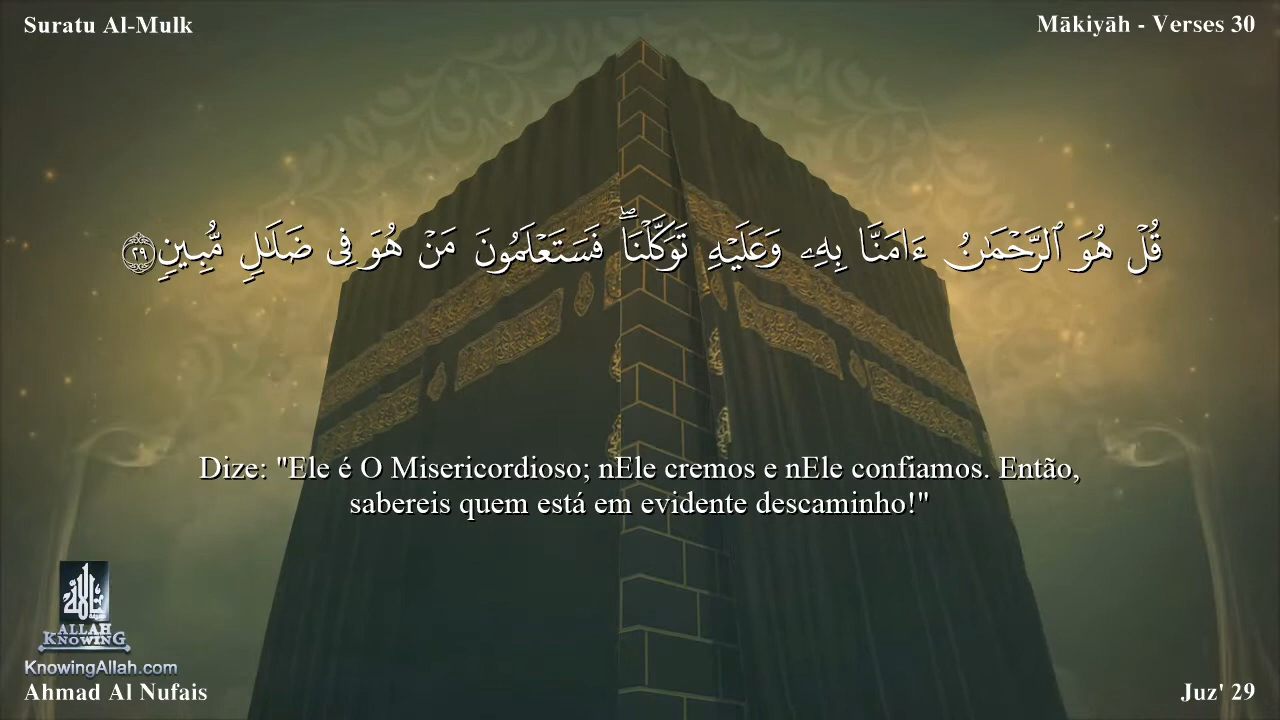 Suratu Al-Mulk
Mākiyāh - Verses 30
قُلْ هُوَ ٱلرَّحْمَـٰنُ ءَامَنَّا بِهِۦ وَعَلَيْهِ تَوَكَّلْنَا ۖ فَسَتَعْلَمُونَ مَنْ هُوَ فِى ضَلَـٰلٍ مُّبِينٍ ٢٩
Dize: "Ele é O Misericordioso; nEle cremos e nEle confiamos. Então,
sabereis quem está em evidente descaminho!"
ALLAH
KNOWING
KnowingAllah.com
Ahmad Al Nufais
Juz' 29